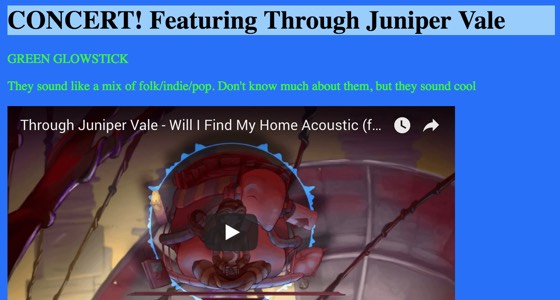 CONCERT! Featuring Through Juniper Vale
GREEN GLOWSTICK
They sound like a mix of folk/indie/pop. Don't know much about them, but they sound cool
Through Juniper Vale - Will I Find My Home Acoustic (f...